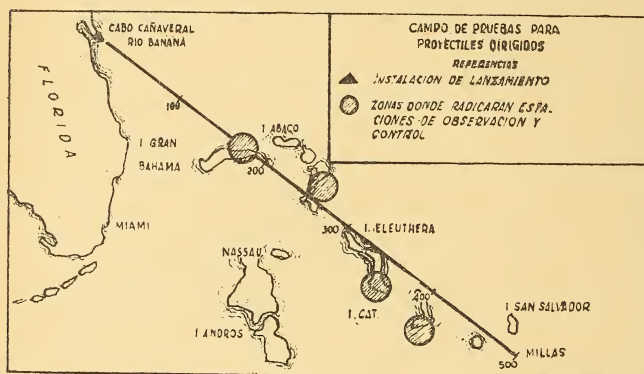 CABO CAÑAVERAL
RIO BANANA
CAMPO DE PRUEBAS PARA
PROYECTILES DIRIGIDOS
REFERENCIAS
INSTALACION DE LANZAMIENTO
ZONAS DONDE RADICARAN ESTA-
CIONES DE OBSERVACION Y
CONTROL
FLORIDA
100
I GRAN
BAHAMA
I ABACO
200
MIAMI
300
I. ELEUTHERA
NASSAU
400
I. CAT.
I SAN SALVADOR
I ANDROS
MILLAS
500